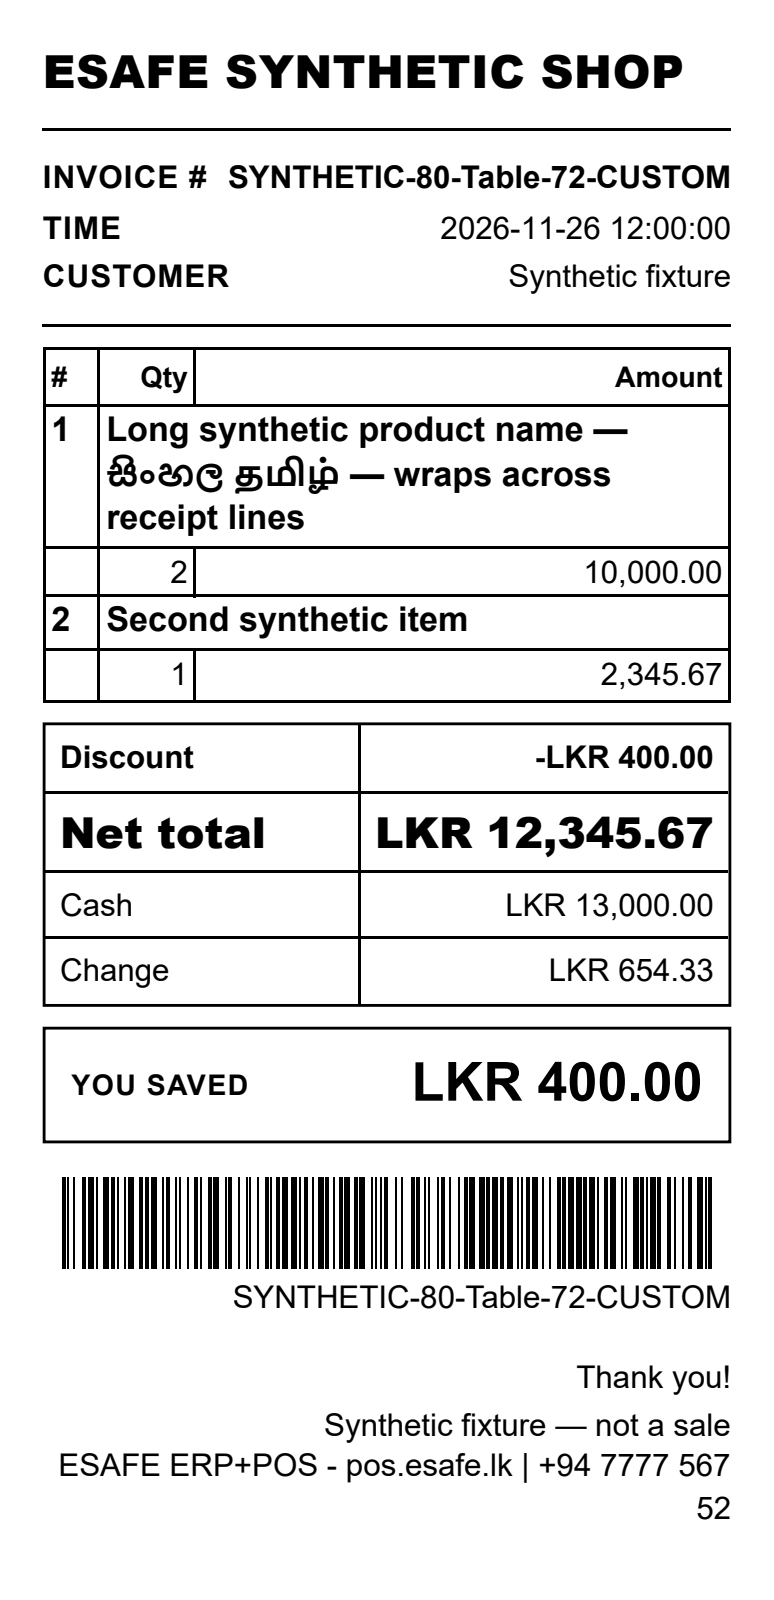 ESAFE SYNTHETIC SHOP
INVOICE # SYNTHETIC-80-Table-72-CUSTOM
TIME 2026-11-26 12:00:00
CUSTOMER Synthetic fixture
# Qty Amount
1 Long synthetic product name —
සිංහල தமிழ் — wraps across
receipt lines
2 10,000.00
2 Second synthetic item
1 2,345.67
Discount -LKR 400.00
Net total LKR 12,345.67
Cash LKR 13,000.00
Change LKR 654.33
YOU SAVED LKR 400.00
SYNTHETIC-80-Table-72-CUSTOM
Thank you!
Synthetic fixture — not a sale
ESAFE ERP+POS - pos.esafe.lk | +94 7777 567
52